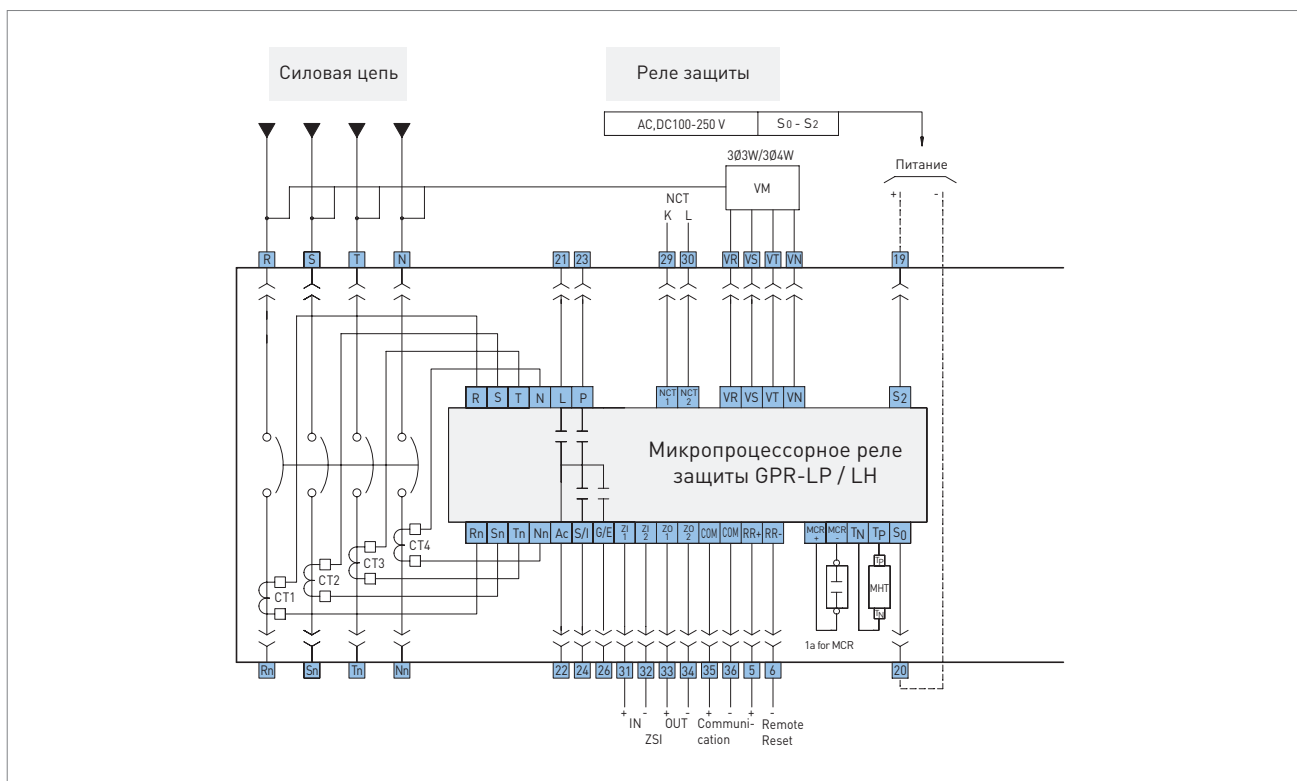 Силовая цепь
Реле защиты
AC,DC100-250 V
S0 - S2
3Ø3W/3Ø4W
Питание
VM
+
-
NCT
K
L
R
S
T
N
21
23
29
30
VR
VS
VT
VN
19
R
S
T
N
L
P
NCT
1
NCT
2
VR
VS
VT
VN
S2
Микропроцессорное реле
защиты GPR-LP / LH
Rn
Sn
Tn
Nn
Ac
S/I
G/E
ZI
1
ZI
2
ZO
1
ZO
2
COM
COM
RR+
RR-
MCR
+
MCR
-
TN
TP
S0
CT4
CT3
CT2
CT1
TP
MHT
TN
1a for MCR
Rn
Sn
Tn
Nn
22
24
26
31
32
33
34
35
36
5
6
20
+
-
+
-
+
-
+
-
IN
OUT
Communi-
cation
Remote
Reset
ZSI